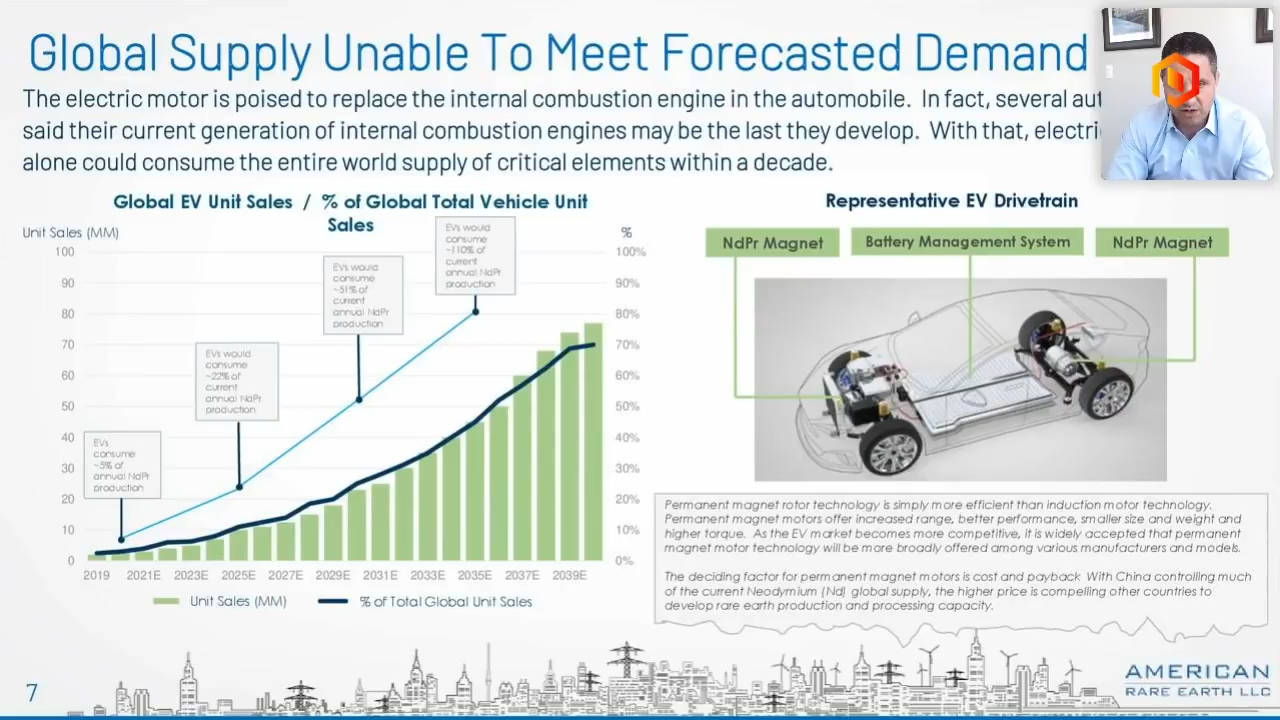 Global Supply Unable To Meet Forecasted Demand
The electric motor is poised to replace the internal combustion engine in the automobile. In fact, several
said their current generation of internal combustion engines may be the last they develop. With that,
alone could consume the entire world supply of critical elements within a decade.
Global EV Unit Sales / % of Global Total Vehicle Unit
Sales
Unit Sales (MM)
%
100
90
80
70
60
50
40
30
20
10
0
EVs
consume
~5% of
annual NdPr
production
EVs would
consume
~22% of
current
annual NdPr
production
EVs would
consume
~51% of
current
annual NdPr
production
EVs would
consume
~110% of
current
annual NdPr
production
100%
90%
80%
70%
60%
50%
40%
30%
20%
10%
0%
2019 2021E 2023E 2025E 2027E 2029E 2031E 2033E 2035E 2037E 2039E
Unit Sales (MM) % of Total Global Unit Sales
Representative EV Drivetrain
NdPr Magnet
Battery Management System
NdPr Magnet
Permanent magnet rotor technology is simply more efficient than induction motor technology.
Permanent magnet motors offer increased range, better performance, smaller size and weight and
higher torque. As the EV market becomes more competitive, it is widely accepted that permanent
magnet motor technology will be more broadly offered among various manufacturers and models.
The deciding factor for permanent magnet motors is cost and payback With China controlling much
of the current Neodymium (Nd) global supply, the higher price is compelling other countries to
develop rare earth production and processing capacity.
7
AMERICAN
RARE EARTH LLC